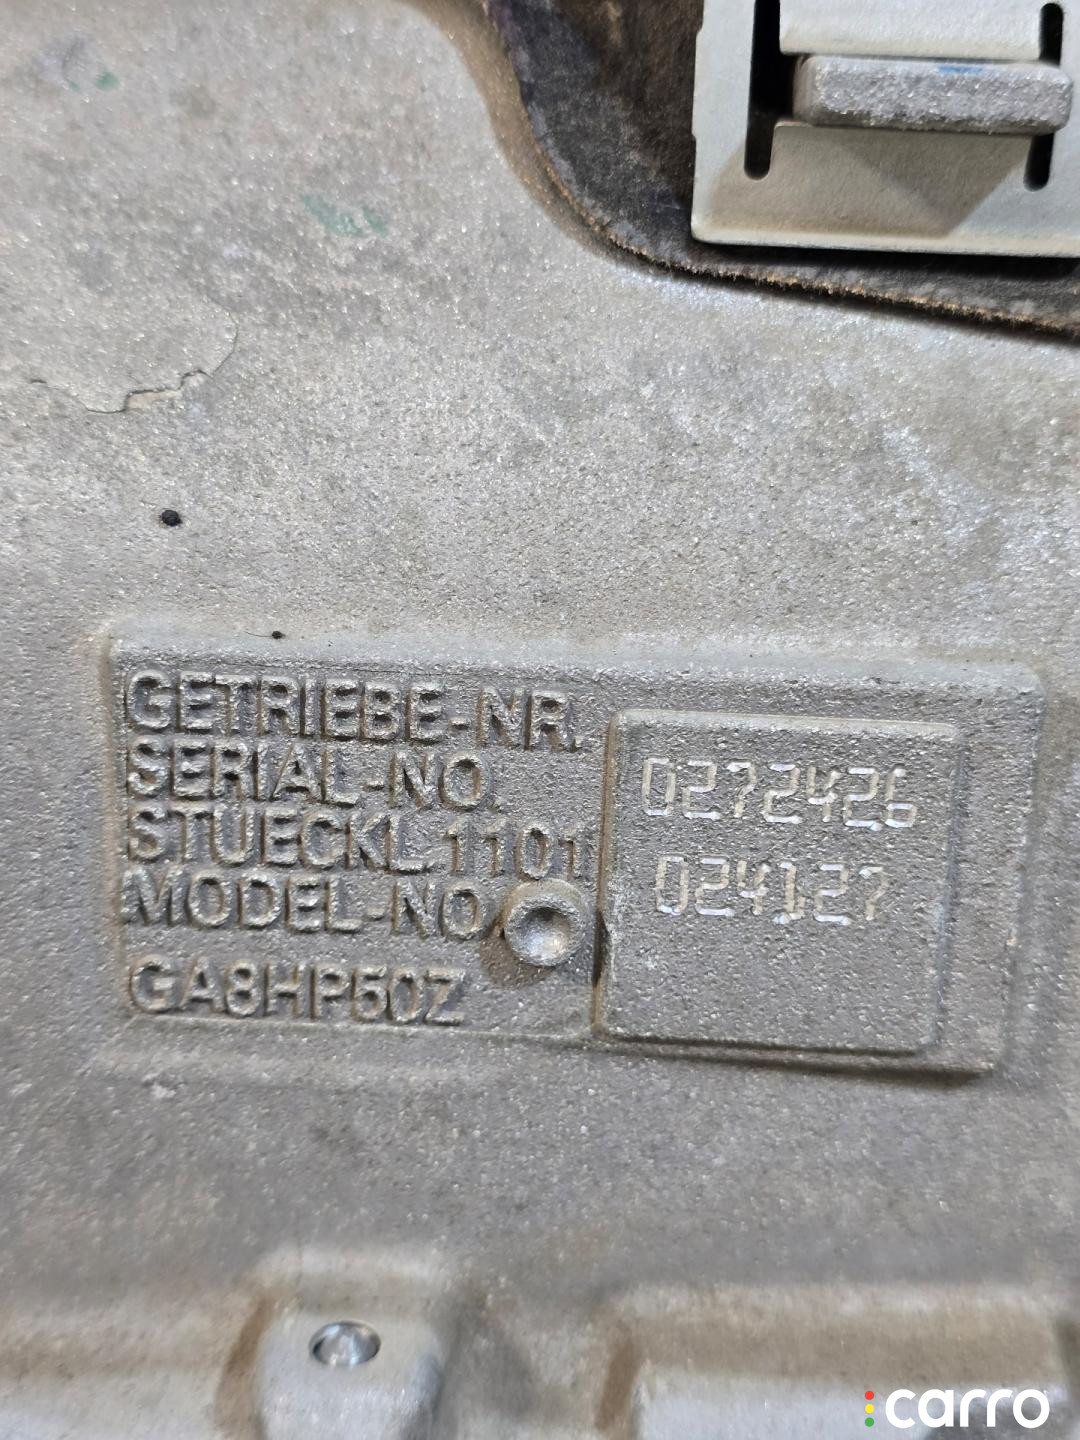 GETRIEBE-NR.
SERIAL-NO.
STUECKL.1101
MODEL-NO.
GA8HP50Z
0272426
024127
carro